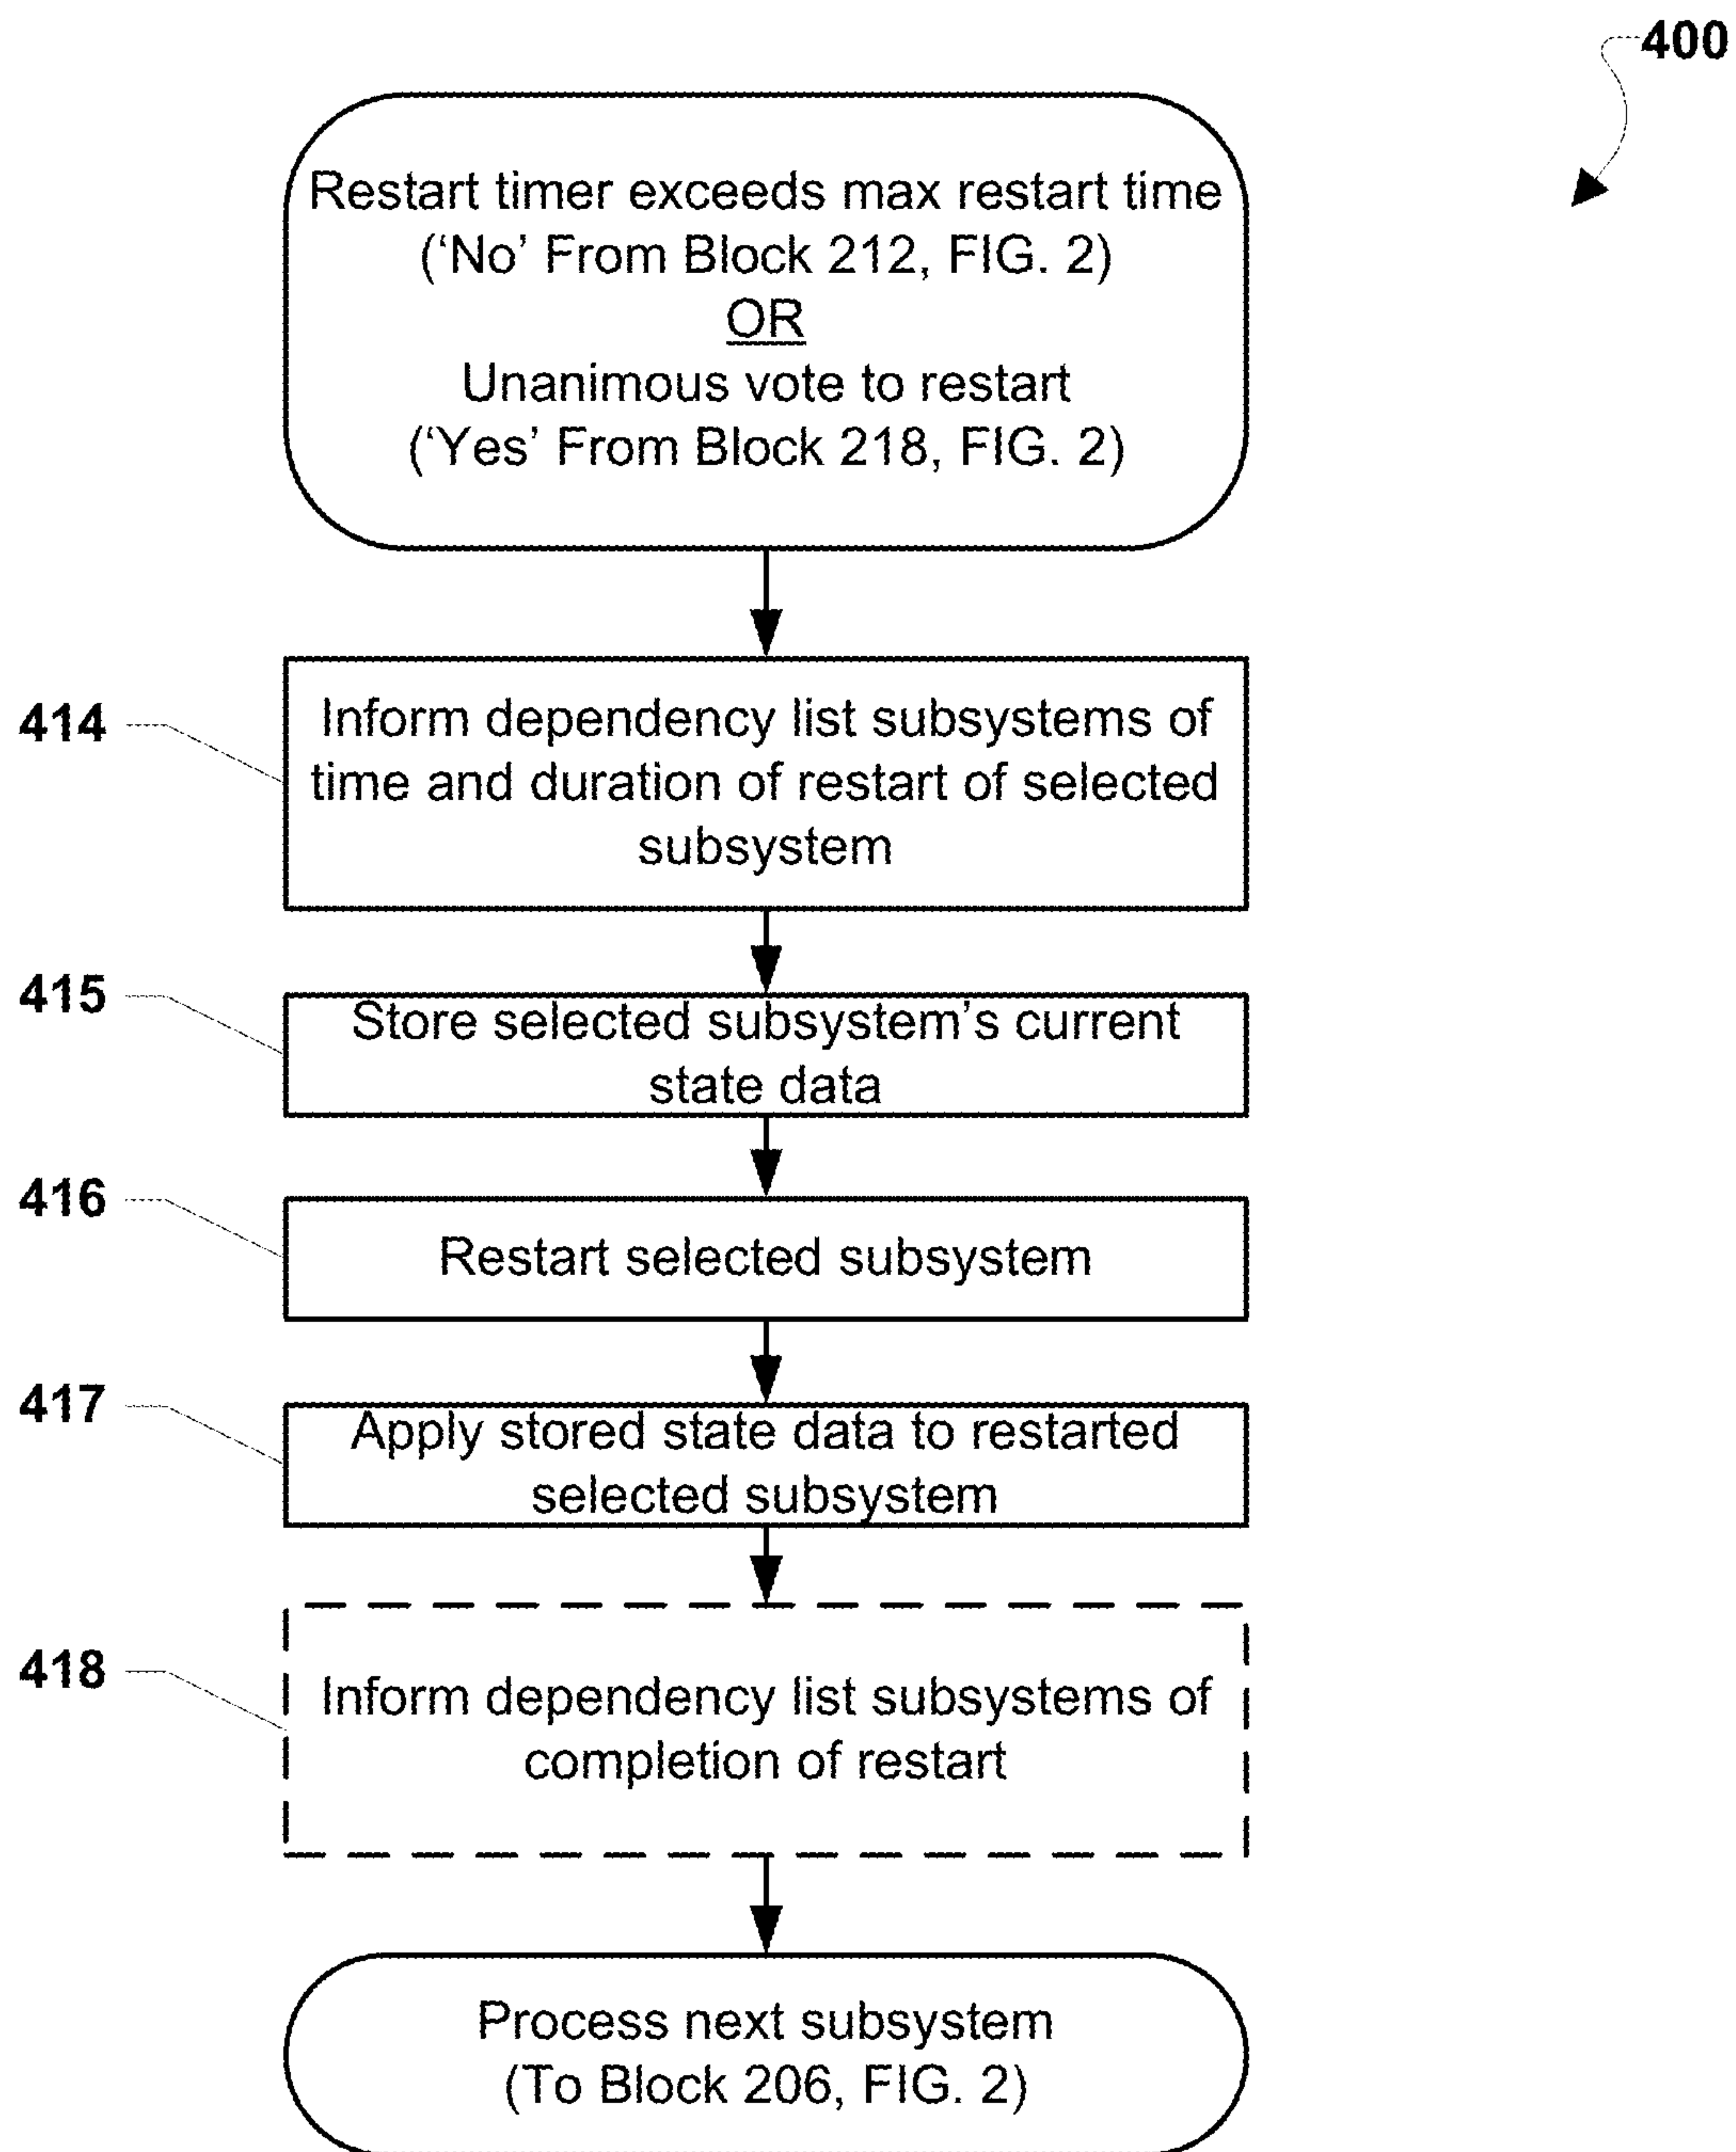 400
Restart timer exceeds max restart time
(‘No’ From Block 212, FIG. 2)
OR
Unanimous vote to restart
(‘Yes’ From Block 218, FIG. 2)
414
Inform dependency list subsystems of
time and duration of restart of selected
subsystem
415
Store selected subsystem’s current
state data
416
Restart selected subsystem
417
Apply stored state data to restarted
selected subsystem
418
Inform dependency list subsystems of
completion of restart
Process next subsystem
(To Block 206, FIG. 2)